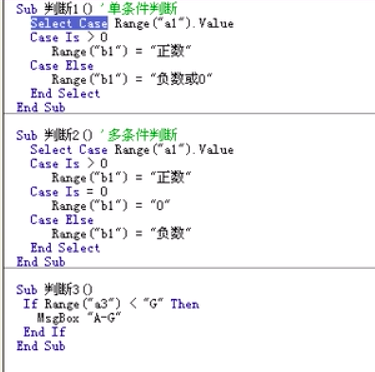 Sub 判断1() '单条件判断
Select Case Range("a1").Value
Case Is > 0
Range("b1") = "正数"
Case Else
Range("b1") = "负数或0"
End Select
End Sub
Sub 判断2() '多条件判断
Select Case Range("a1").Value
Case Is > 0
Range("b1") = "正数"
Case Is = 0
Range("b1") = "0"
Case Else
Range("b1") = "负数"
End Select
End Sub
Sub 判断3()
If Range("a3") < "G" Then
MsgBox "A-G"
End If
End Sub